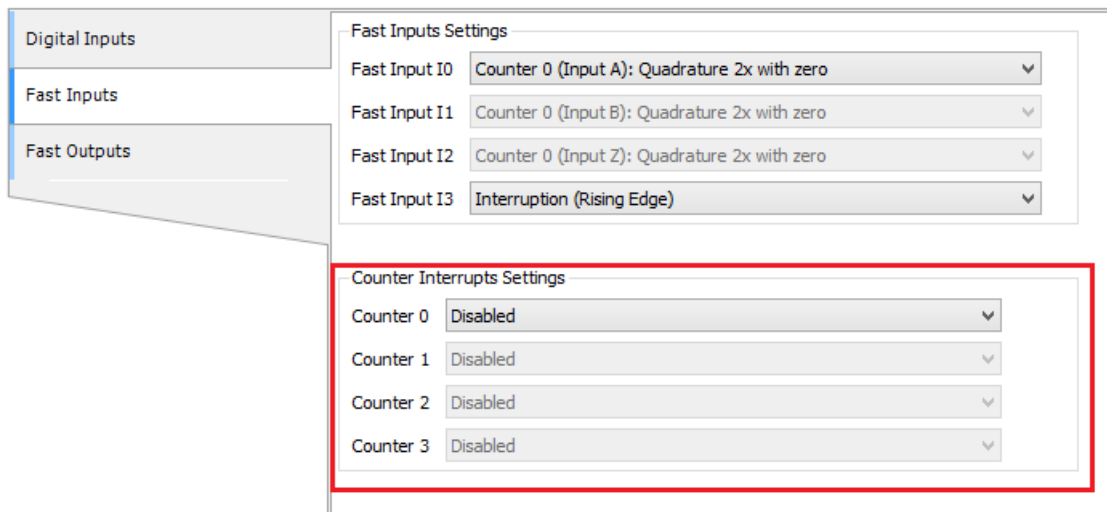 Digital Inputs
Fast Inputs
Fast Outputs
Fast Inputs Settings
Fast Input I0 Counter 0 (Input A): Quadrature 2x with zero
Fast Input I1 Counter 0 (Input B): Quadrature 2x with zero
Fast Input I2 Counter 0 (Input Z): Quadrature 2x with zero
Fast Input I3 Interruption (Rising Edge)
Counter Interrupts Settings
Counter 0 Disabled
Counter 1 Disabled
Counter 2 Disabled
Counter 3 Disabled